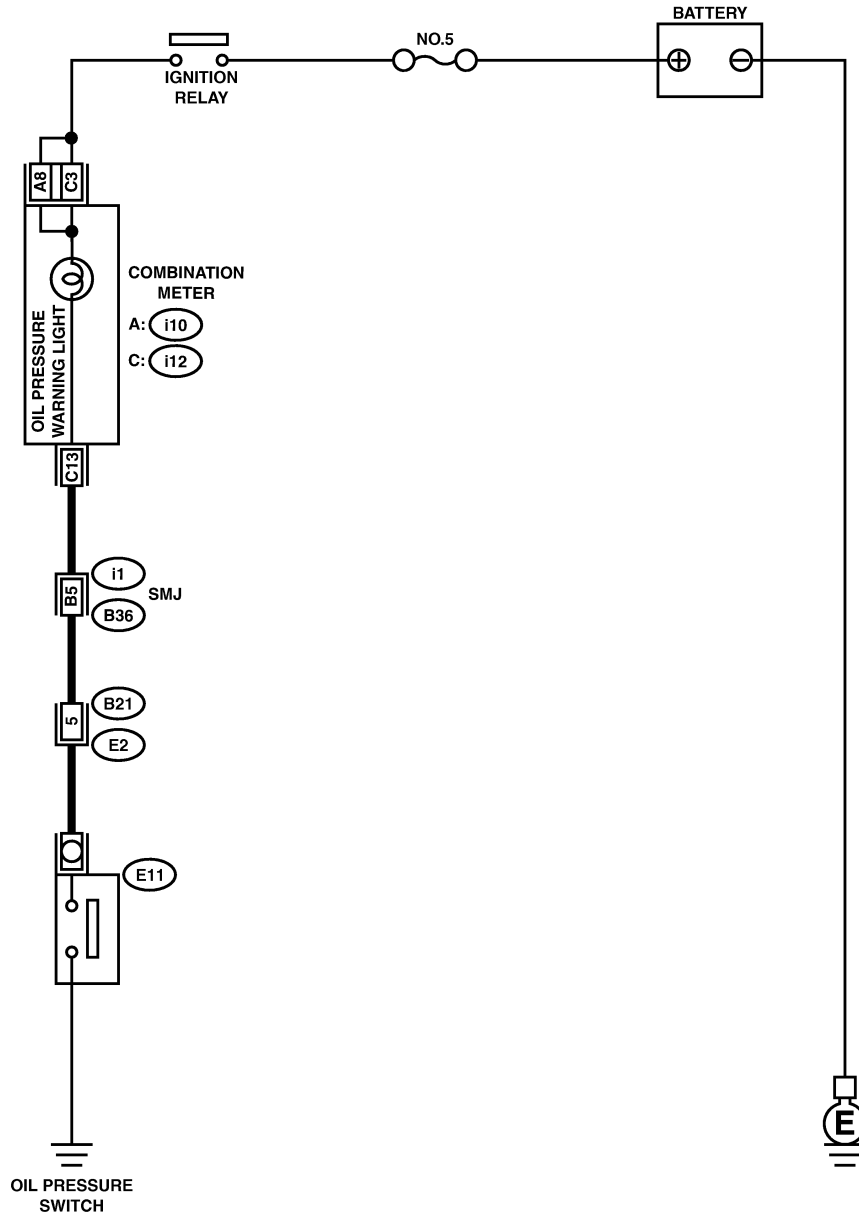 BATTERY
NO.5
IGNITION
RELAY
A8
C3
COMBINATION
METER
A: i10
C: i12
OIL PRESSURE
WARNING LIGHT
C13
i1
B5
SMJ
B36
B21
5
E2
E11
E
OIL PRESSURE
SWITCH